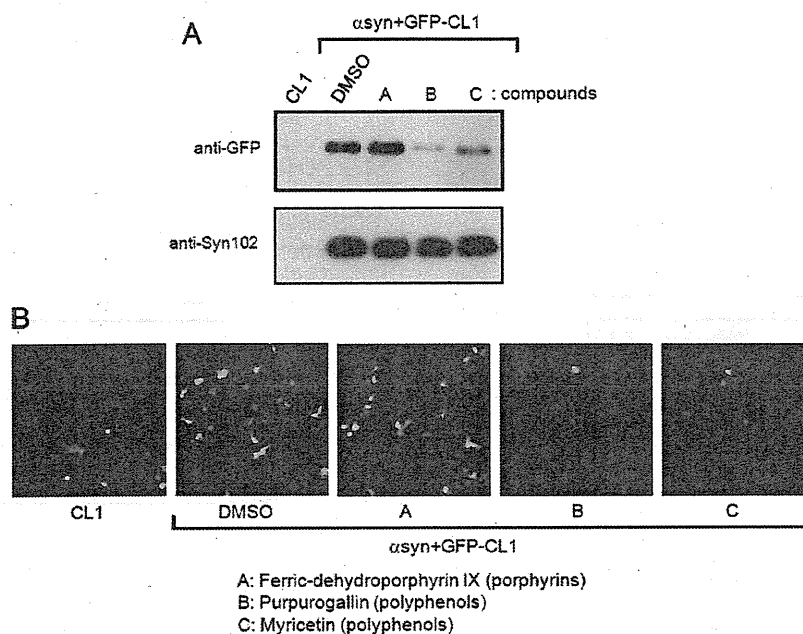 A
αsyn+GFP-CL1
CL1 DMSO A B C : compounds
anti-GFP
anti-Syn102
B
CL1 DMSO A B C
αsyn+GFP-CL1
A: Ferric-dehydroporphyrin IX (porphyrins)
B: Purpurogallin (polyphenols)
C: Myricetin (polyphenols)